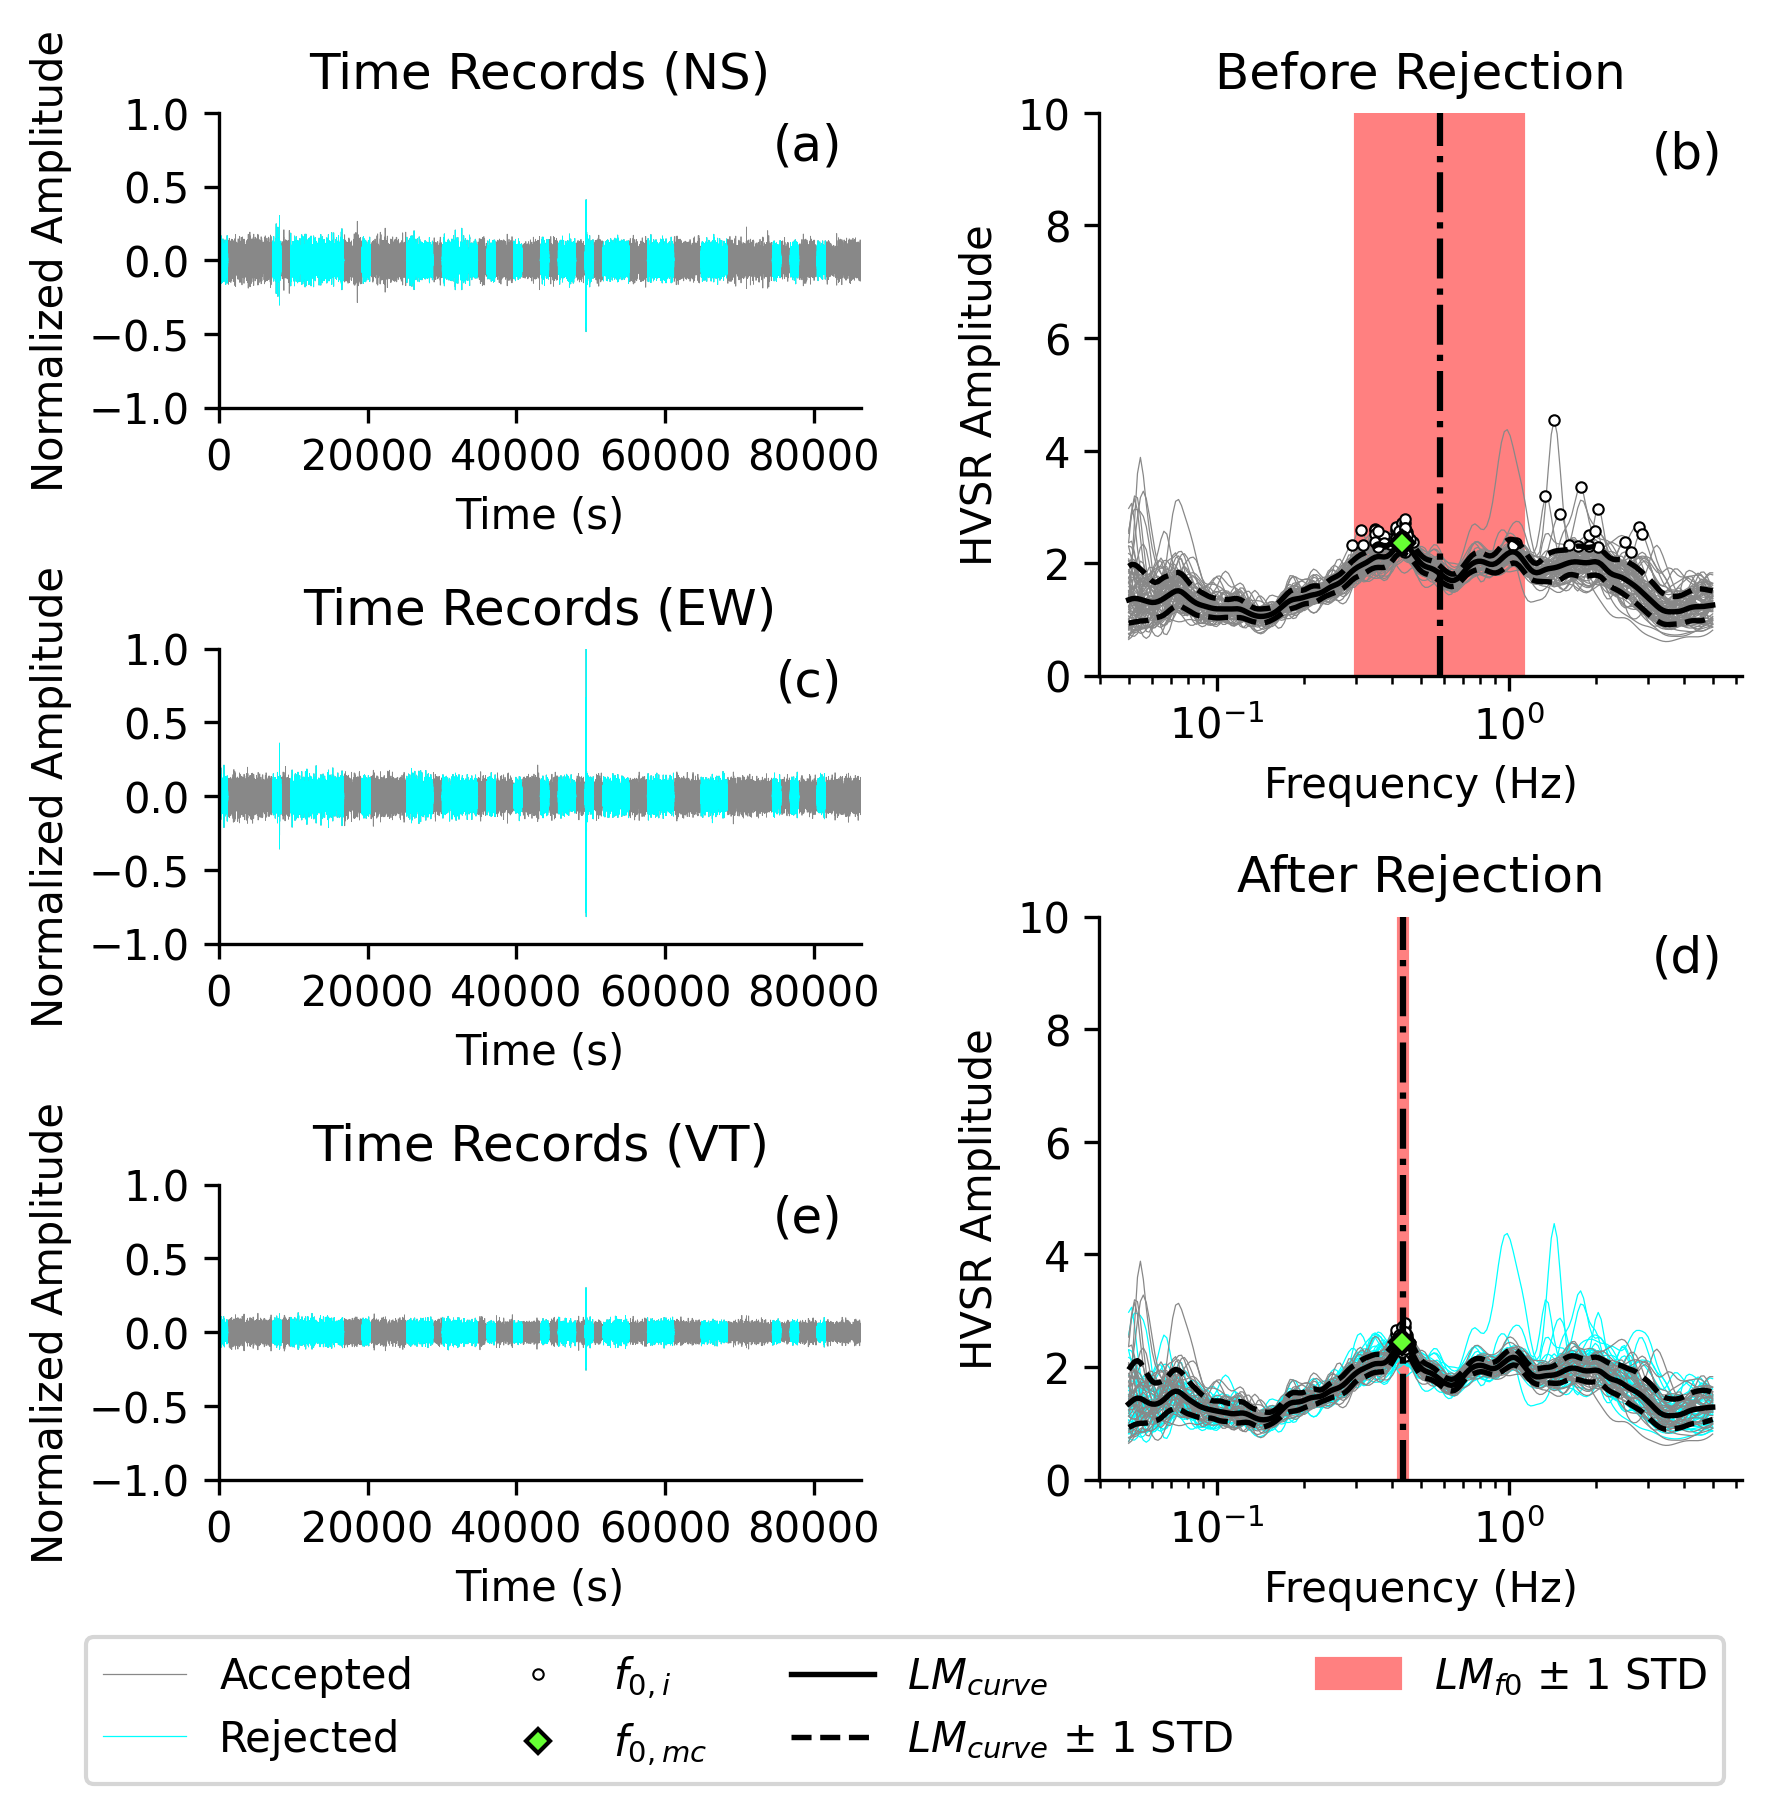 Time Records (NS)
(a)
Normalized Amplitude
1.0
0.5
0.0
−0.5
−1.0
0 20000 40000 60000 80000
Time (s)
Before Rejection
(b)
HVSR Amplitude
10
8
6
4
2
0
10⁻¹ 10⁰
Frequency (Hz)
Time Records (EW)
(c)
Normalized Amplitude
1.0
0.5
0.0
−0.5
−1.0
0 20000 40000 60000 80000
Time (s)
After Rejection
(d)
HVSR Amplitude
10
8
6
4
2
0
10⁻¹ 10⁰
Frequency (Hz)
Time Records (VT)
(e)
Normalized Amplitude
1.0
0.5
0.0
−0.5
−1.0
0 20000 40000 60000 80000
Time (s)
Accepted
Rejected
f0,i
f0,mc
LMcurve
LMcurve ± 1 STD
LMf0 ± 1 STD